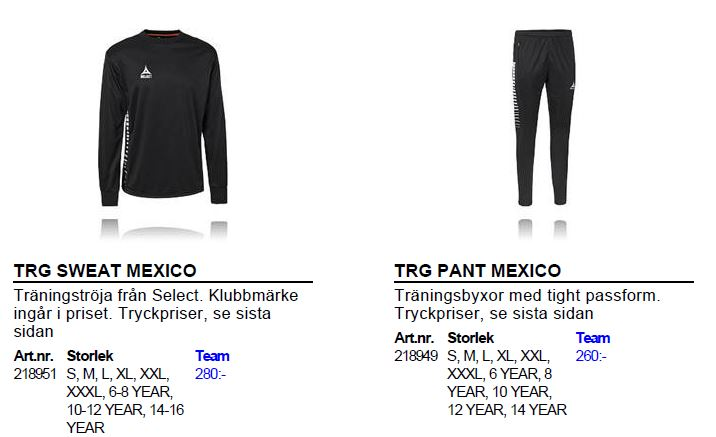 SELECT
TRG SWEAT MEXICO
Träningströja från Select. Klubbmärke
ingår i priset. Tryckpriser, se sista
sidan
Art.nr. Storlek Team
218951 S, M, L, XL, XXL, 280:-
XXXL, 6-8 YEAR,
10-12 YEAR, 14-16
YEAR
TRG PANT MEXICO
Träningsbyxor med tight passform.
Tryckpriser, se sista sidan
Art.nr. Storlek Team
218949 S, M, L, XL, XXL, 260:-
XXXL, 6 YEAR, 8
YEAR, 10 YEAR,
12 YEAR, 14 YEAR